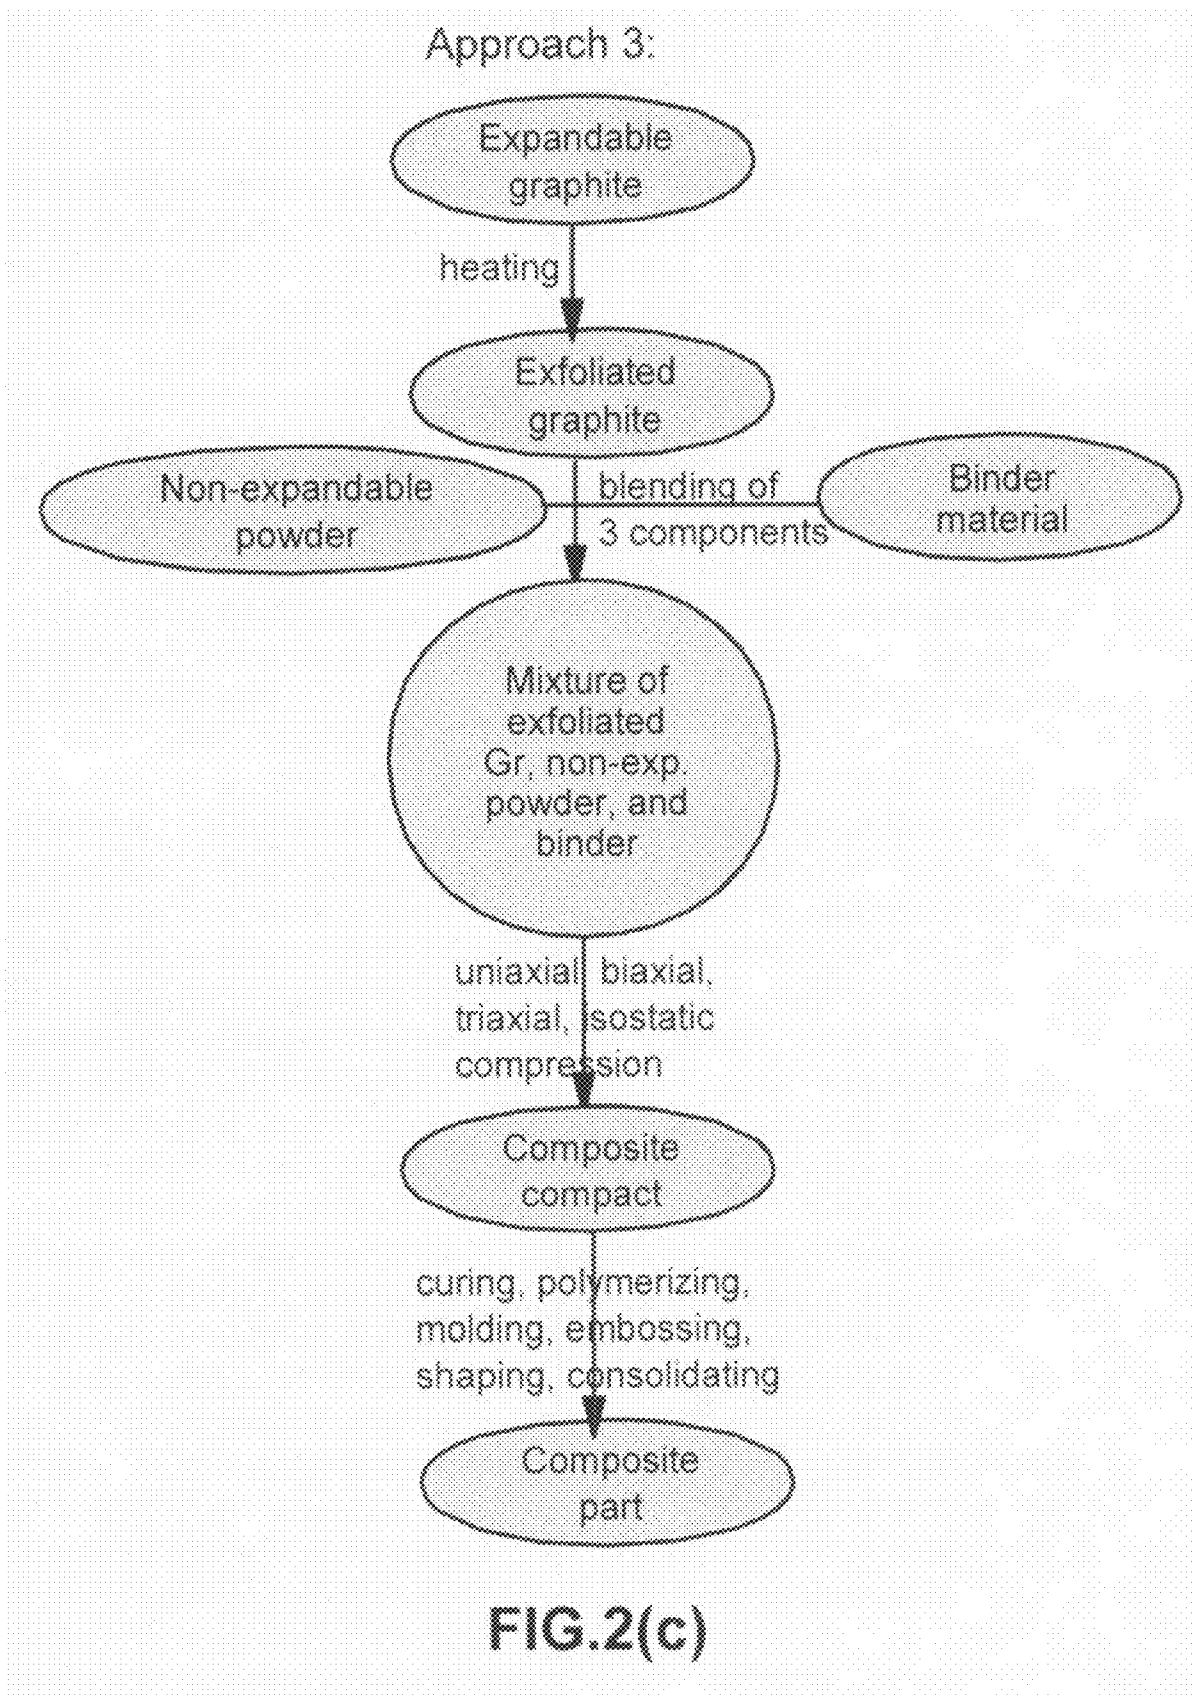 Approach 3:
Expandable
graphite
heating
Exfoliated
graphite
Non-expandable
powder
blending of
3 components
Binder
material
Mixture of
exfoliated
Gr, non-exp.
powder, and
binder
uniaxial, biaxial,
triaxial, isostatic
compression
Composite
compact
curing, polymerizing,
molding, embossing,
shaping, consolidating
Composite
part
FIG.2(c)